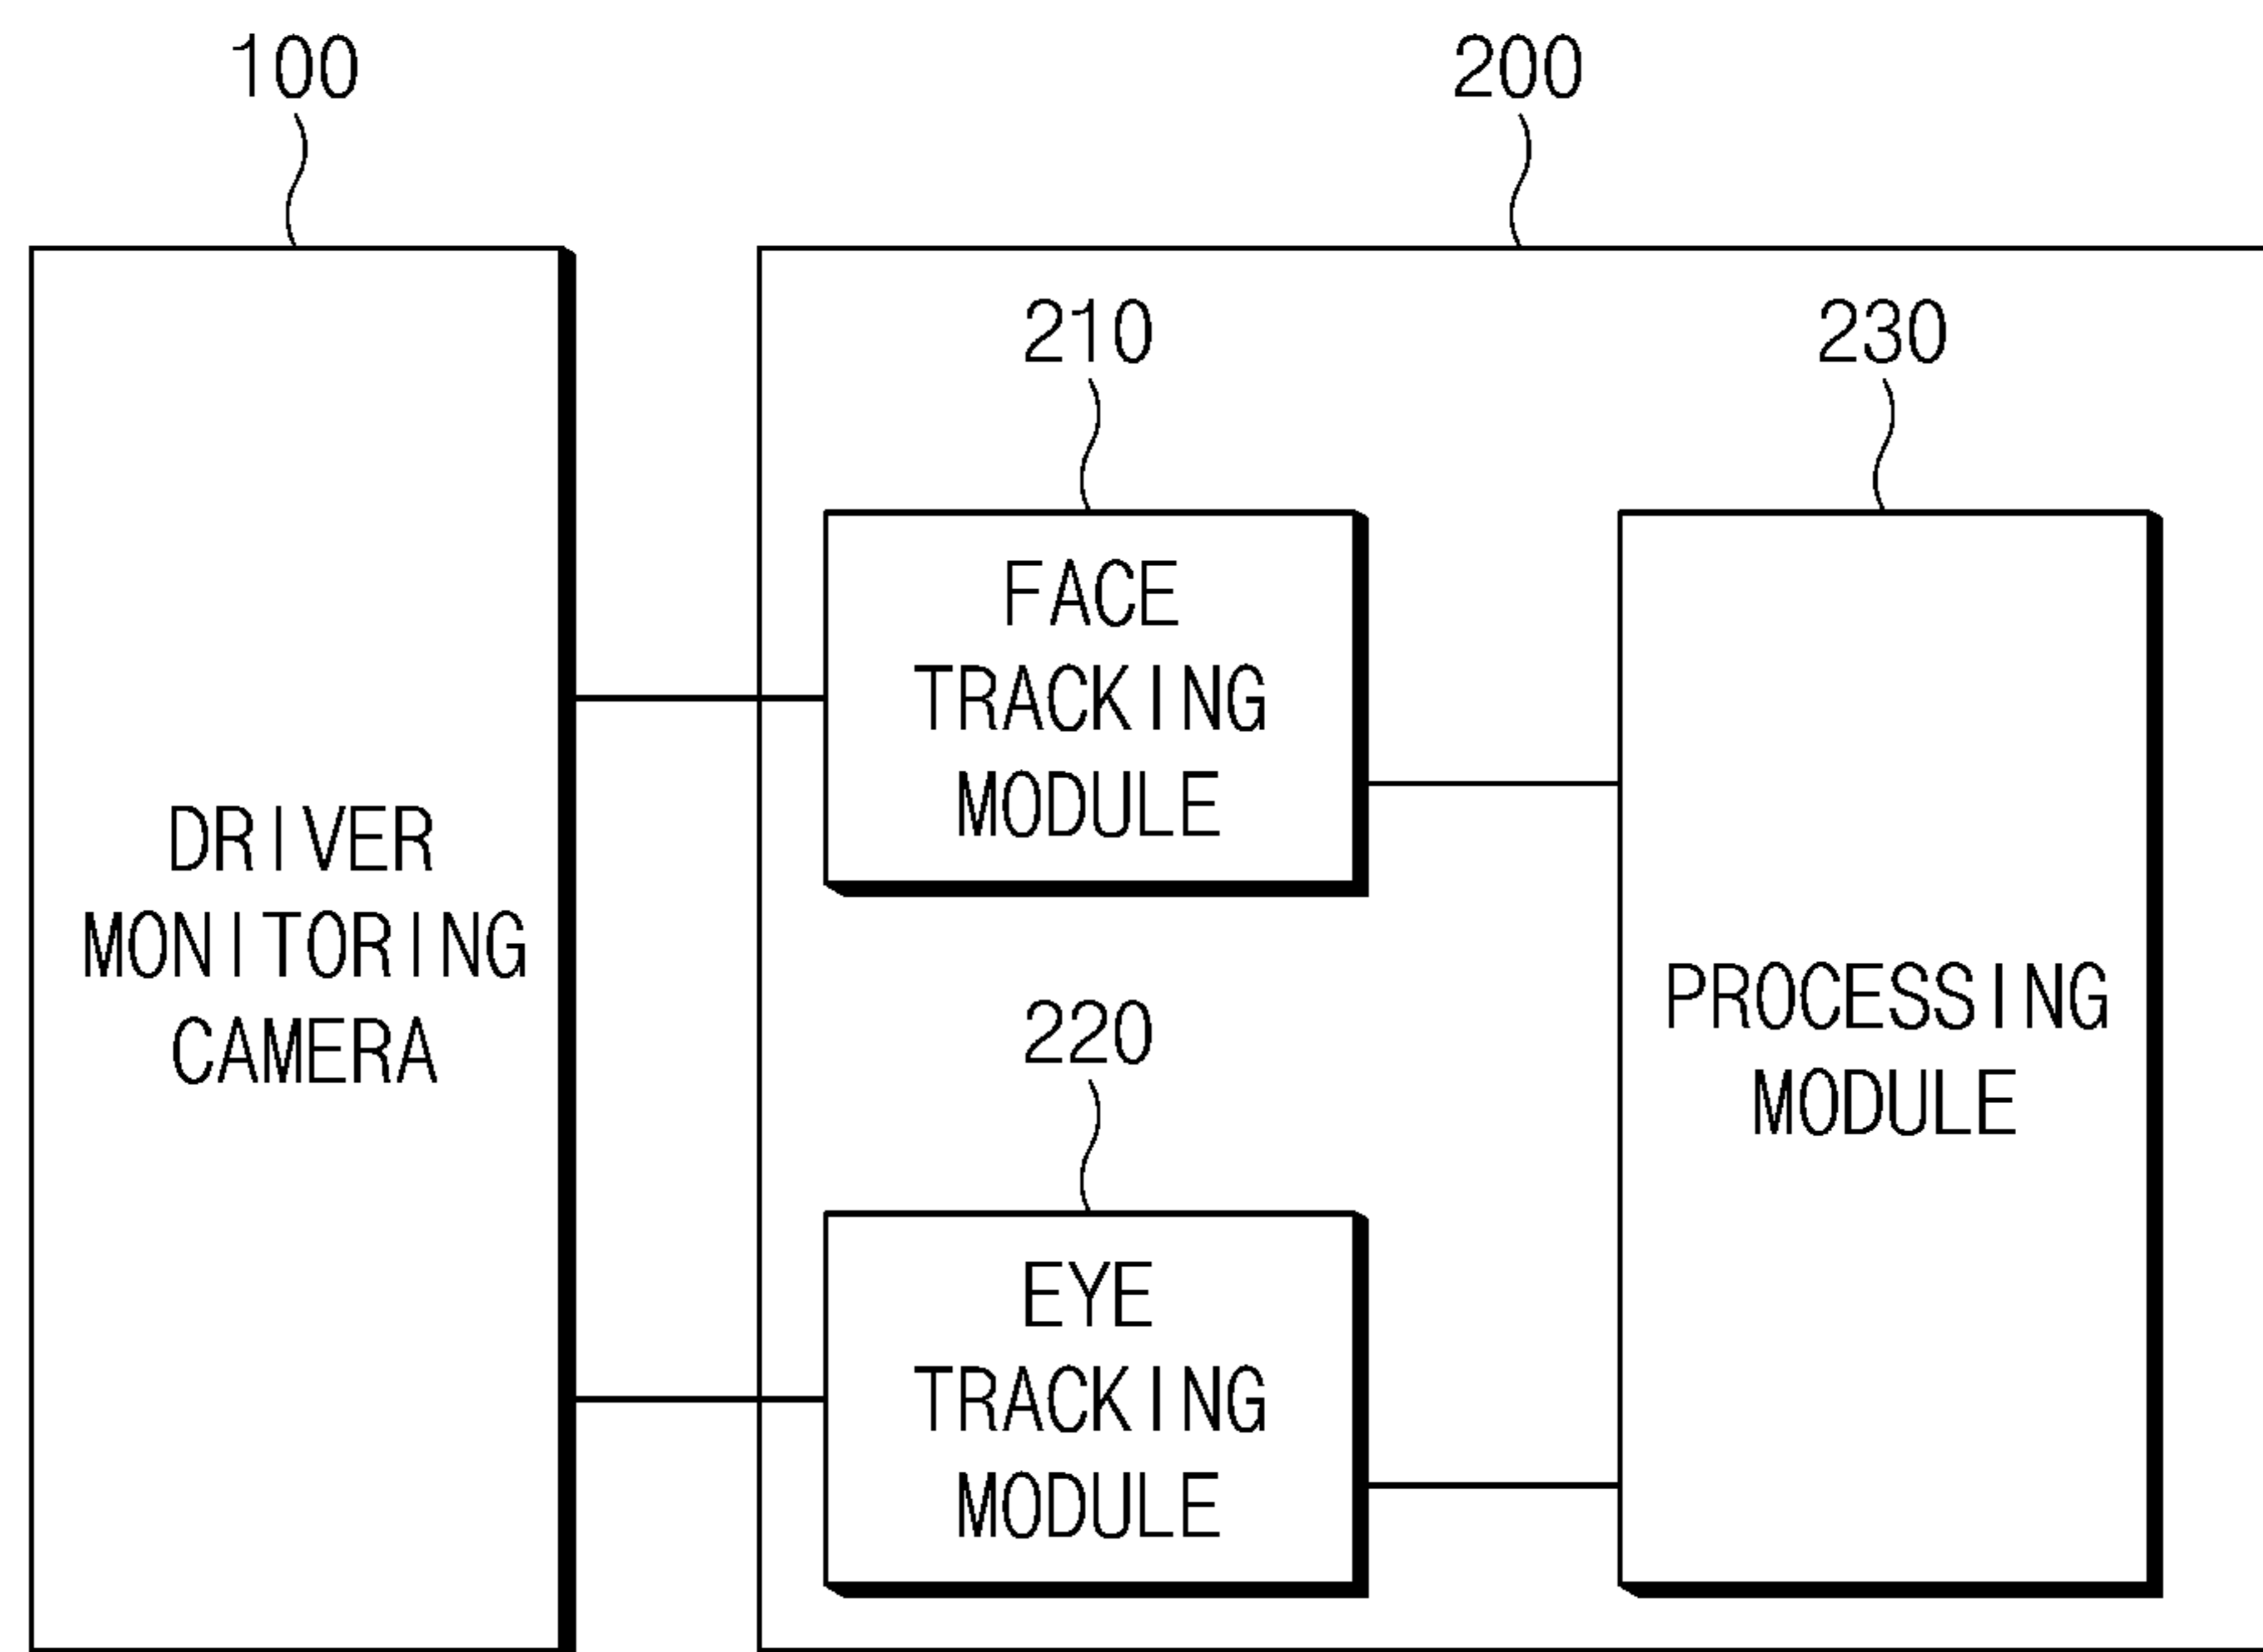 100
200
210
230
FACE
TRACKING
MODULE
DRIVER
MONITORING
CAMERA
PROCESSING
MODULE
220
EYE
TRACKING
MODULE